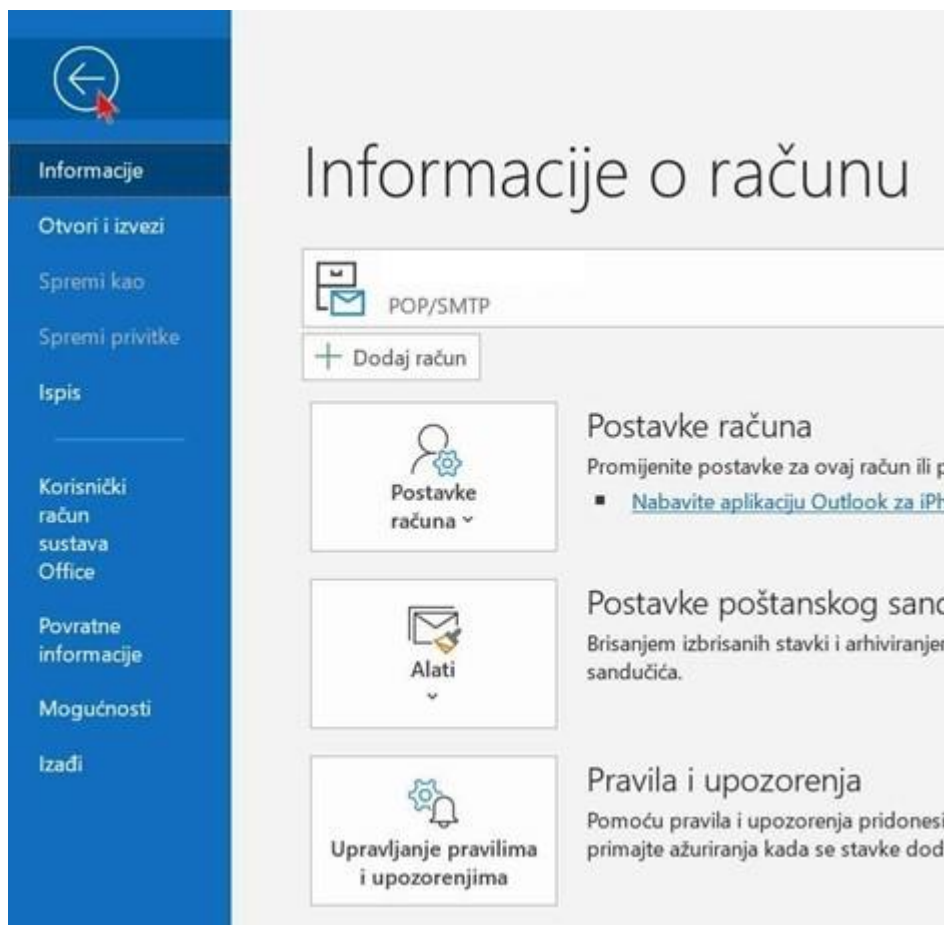 Informacije
Otvori i izvezi
Spremi kao
Spremi privitke
Ispis
Korisnički
račun
sustava
Office
Povratne
informacije
Mogućnosti
Izađi
Informacije o računu
POP/SMTP
Dodaj račun
Postavke
računa
Postavke računa
Promijenite postavke za ovaj račun ili p
Nabavite aplikaciju Outlook za iPh
Alati
Postavke poštanskog sand
Brisanjem izbrisanih stavki i arhiviranjem
sandučića.
Upravljanje pravilima
i upozorenjima
Pravila i upozorenja
Pomoću pravila i upozorenja pridonesi
primajte ažuriranja kada se stavke dod